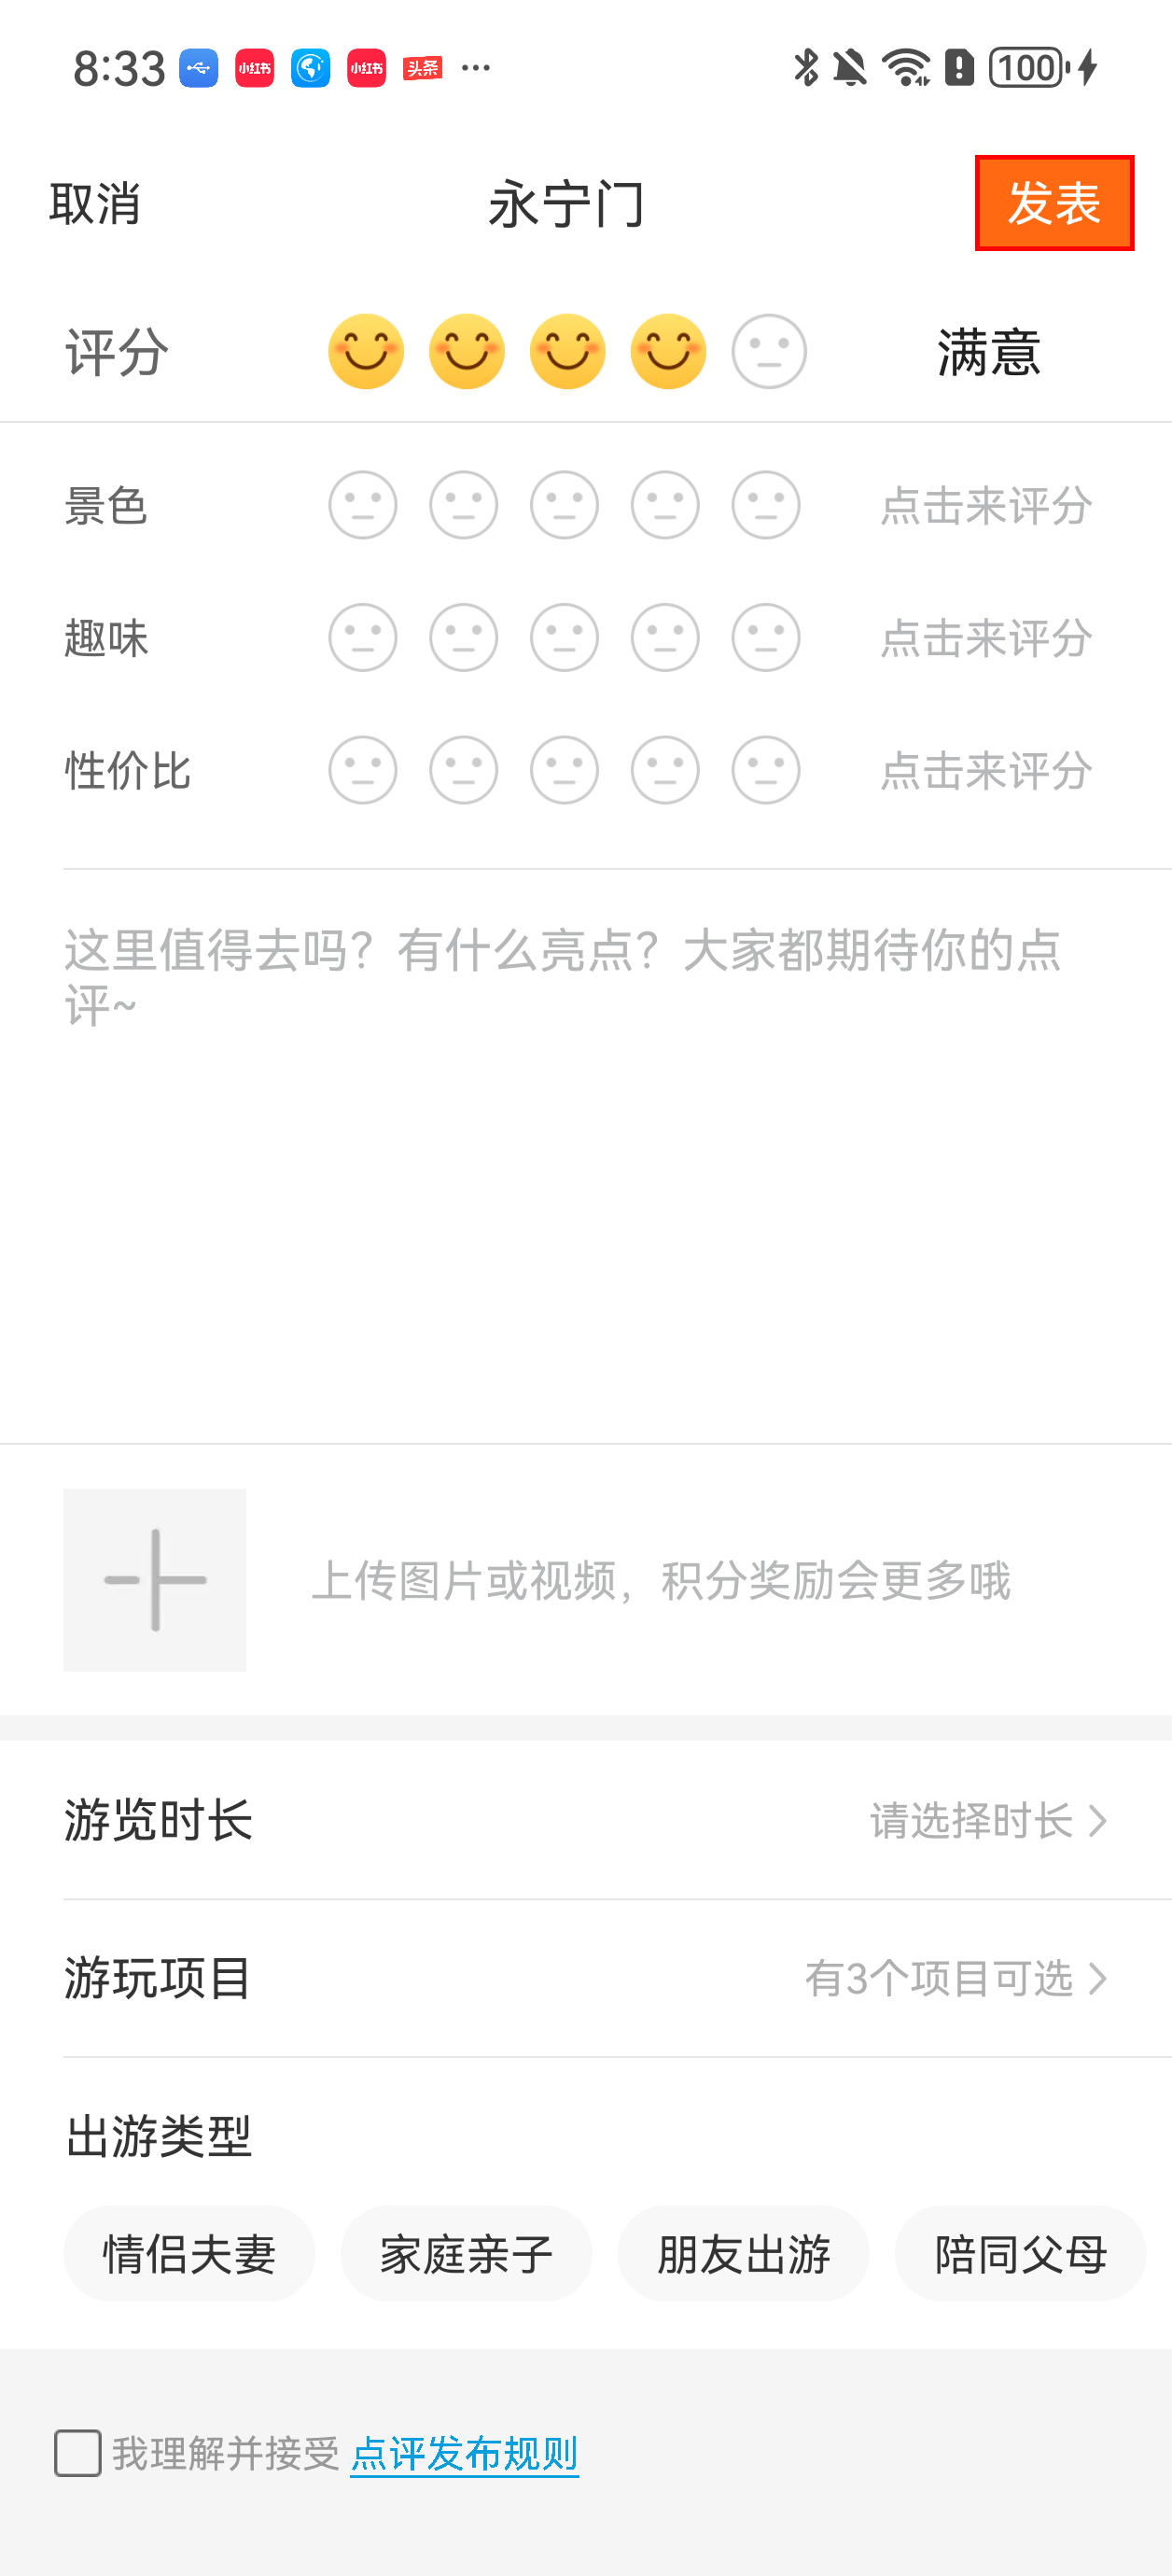 8:33 小红书 小红书 头条 ... 100
取消 永宁门 发表
评分 满意
景色 点击来评分
趣味 点击来评分
性价比 点击来评分
这里值得去吗？有什么亮点？大家都期待你的点
评~
上传图片或视频，积分奖励会更多哦
游览时长 请选择时长
游玩项目 有3个项目可选
出游类型
情侣夫妻 家庭亲子 朋友出游 陪同父母
我理解并接受 点评发布规则